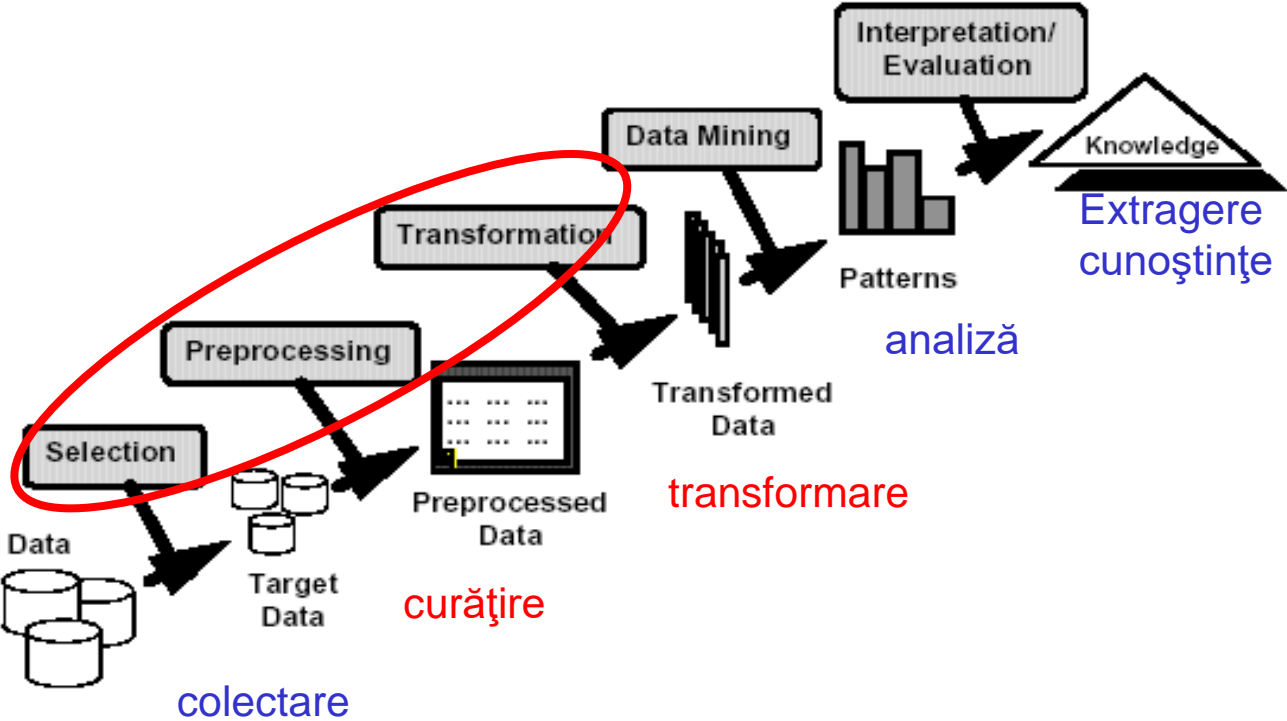 Interpretation/
Evaluation
Data Mining
Knowledge
Extragere
cunoştinţe
Transformation
Patterns
analiză
Preprocessing
Transformed
Data
transformare
Selection
... ... ...
... ... ...
... ... ...
Preprocessed
Data
Data
Target
Data
curăţire
colectare